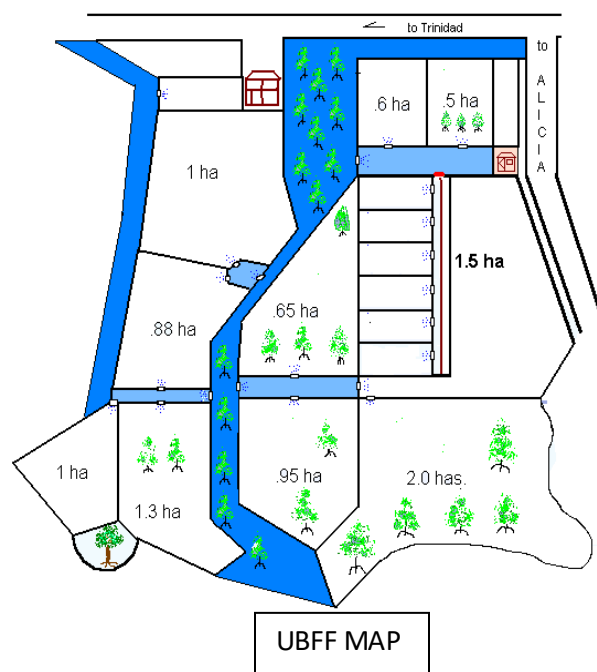 to Trinidad
to
ALICIA
.6 ha
.5 ha
1 ha
1.5 ha
.65 ha
.88 ha
1 ha
1.3 ha
.95 ha
2.0 has.
UBFF MAP